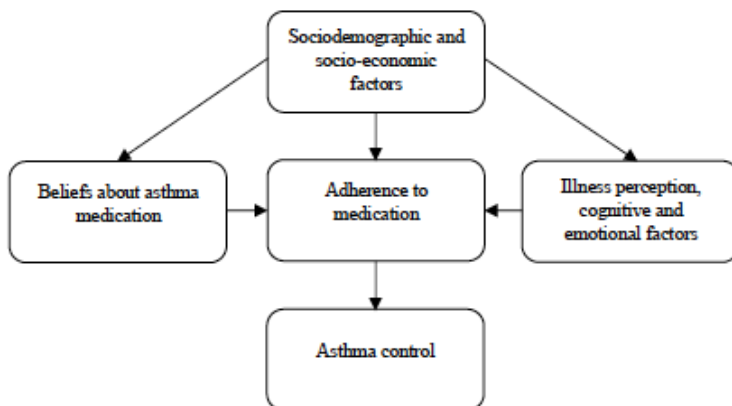 Sociodemographic and
socio-economic
factors
Beliefs about asthma
medication
Adherence to
medication
Illness perception,
cognitive and
emotional factors
Asthma control